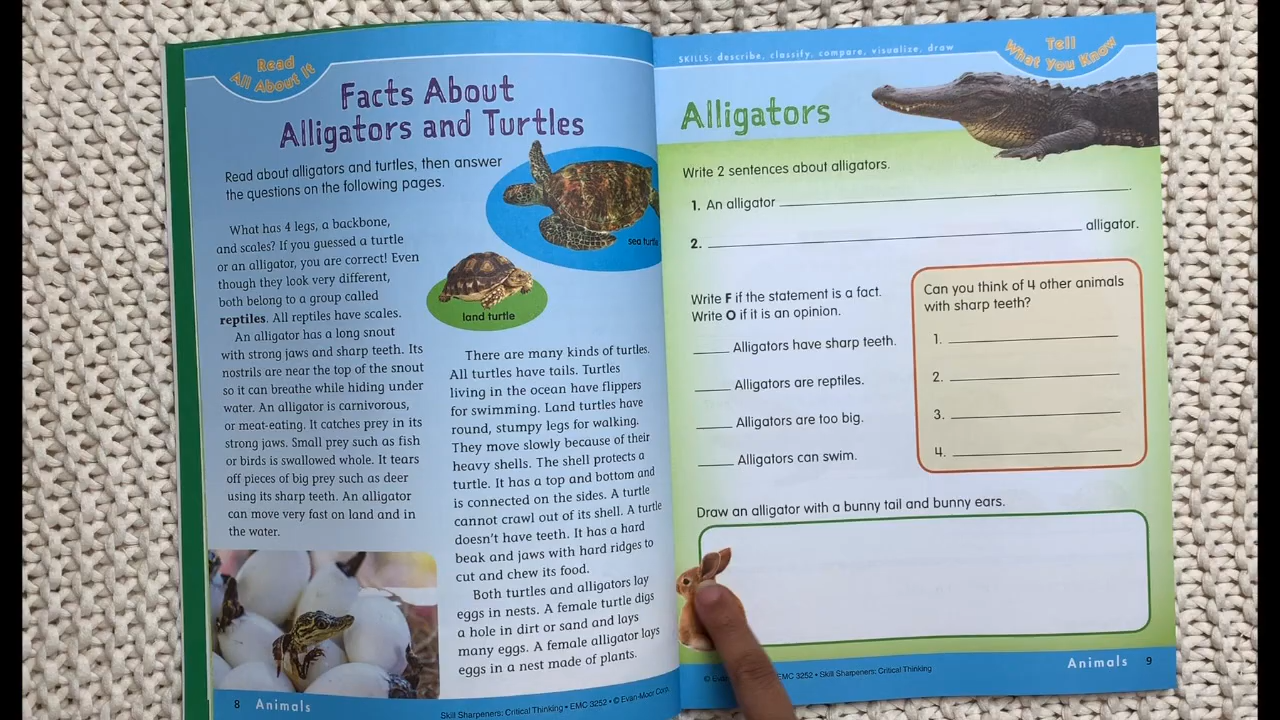 Read
All About It
Facts About
Alligators and Turtles
Read about alligators and turtles, then answer
the questions on the following pages.
What has 4 legs, a backbone,
and scales? If you guessed a turtle
or an alligator, you are correct! Even
though they look very different,
both belong to a group called
reptiles. All reptiles have scales.
An alligator has a long snout
with strong jaws and sharp teeth. Its
nostrils are near the top of the snout
so it can breathe while hiding under
water. An alligator is carnivorous,
or meat-eating. It catches prey in its
strong jaws. Small prey such as fish
or birds is swallowed whole. It tears
off pieces of big prey such as deer
using its sharp teeth. An alligator
can move very fast on land and in
the water.
sea turtle
land turtle
There are many kinds of turtles.
All turtles have tails. Turtles
living in the ocean have flippers
for swimming. Land turtles have
round, stumpy legs for walking.
They move slowly because of their
heavy shells. The shell protects a
turtle. It has a top and bottom and
is connected on the sides. A turtle
cannot crawl out of its shell. A turtle
doesn't have teeth. It has a hard
beak and jaws with hard ridges to
cut and chew its food.
Both turtles and alligators lay
eggs in nests. A female turtle digs
a hole in dirt or sand and lays
many eggs. A female alligator lays
eggs in a nest made of plants.
8 Animals
Skill Sharpeners: Critical Thinking • EMC 3252 • © Evan-Moor Corp.
SKILLS: describe, classify, compare, visualize, draw
Tell
What You Know
Alligators
Write 2 sentences about alligators.
1. An alligator .
2. alligator.
Write F if the statement is a fact.
Write O if it is an opinion.
Alligators have sharp teeth.
Alligators are reptiles.
Alligators are too big.
Alligators can swim.
Can you think of 4 other animals
with sharp teeth?
1.
2.
3.
4.
Draw an alligator with a bunny tail and bunny ears.
EMC 3252 • Skill Sharpeners: Critical Thinking
Animals 9